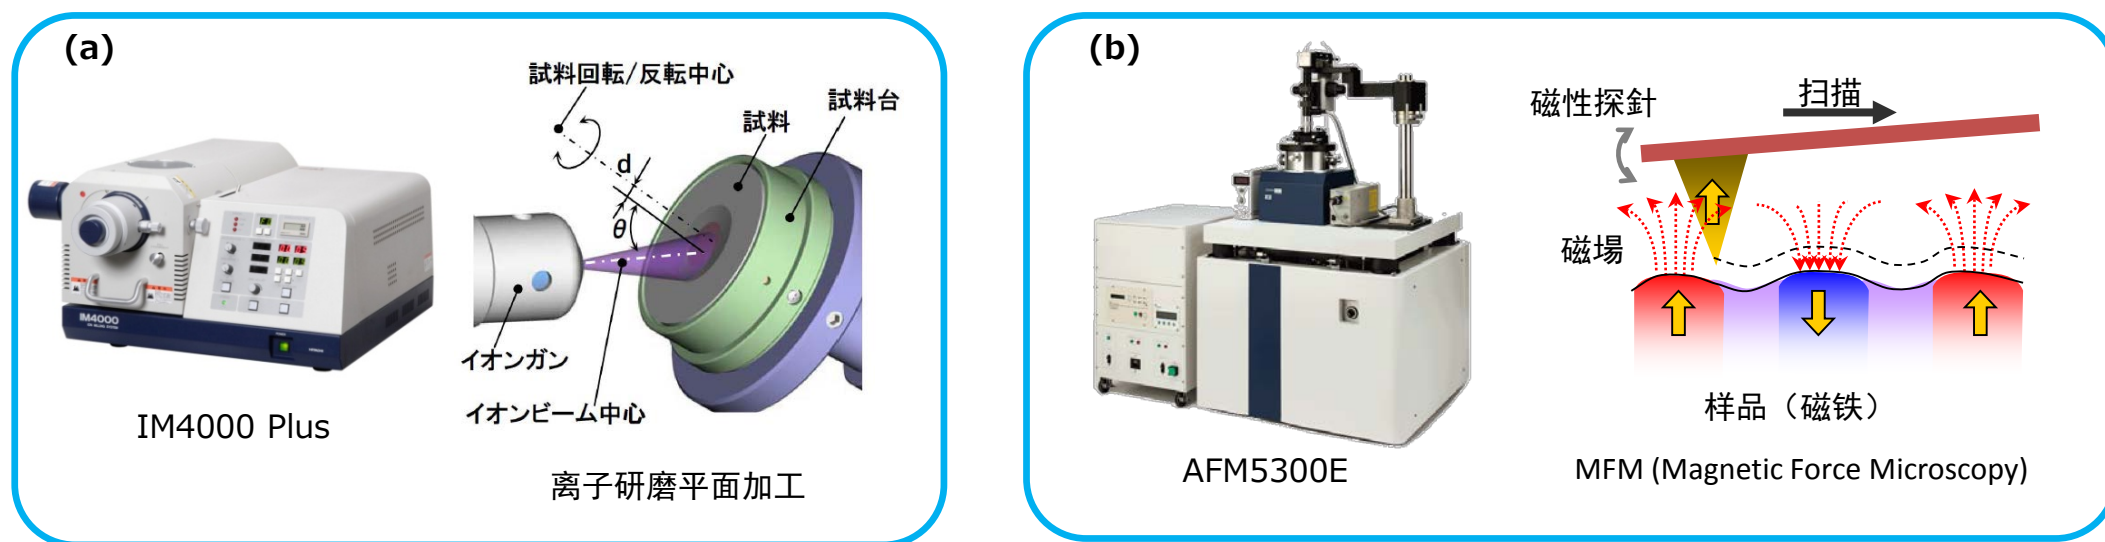 (a)
試料回転/反転中心
試料台
試料
d
θ
イオンガン
イオンビーム中心
IM4000
IM4000 Plus
离子研磨平面加工
(b)
扫描
磁性探針
磁場
样品（磁铁）
AFM5300E
MFM (Magnetic Force Microscopy)